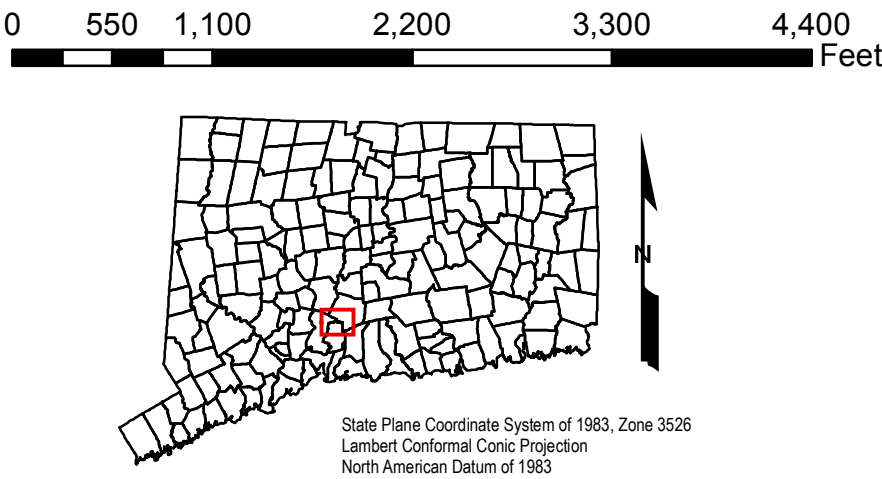 0 550 1,100 2,200 3,300 4,400
Feet
N
State Plane Coordinate System of 1983, Zone 3526
Lambert Conformal Conic Projection
North American Datum of 1983